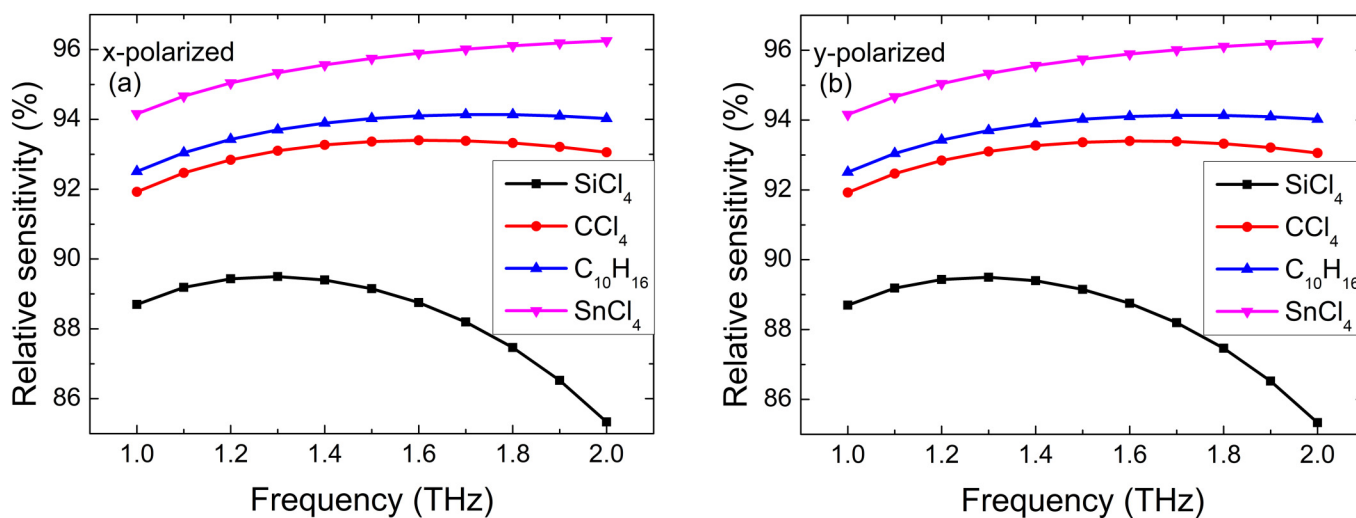 x-polarized
(a)
96
94
92
90
88
86
Relative sensitivity (%)
SiCl4
CCl4
C10H16
SnCl4
1.0 1.2 1.4 1.6 1.8 2.0
Frequency (THz)
y-polarized
(b)
96
94
92
90
88
86
Relative sensitivity (%)
SiCl4
CCl4
C10H16
SnCl4
1.0 1.2 1.4 1.6 1.8 2.0
Frequency (THz)